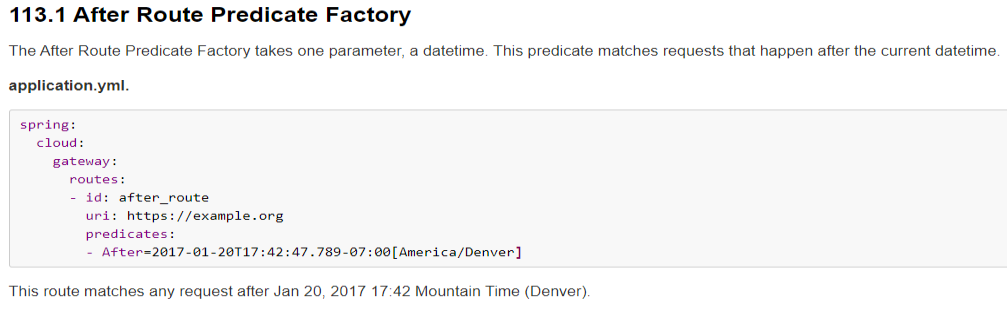 113.1 After Route Predicate Factory
The After Route Predicate Factory takes one parameter, a datetime. This predicate matches requests that happen after the current datetime.
application.yml.
spring:
  cloud:
    gateway:
      routes:
      - id: after_route
        uri: https://example.org
        predicates:
        - After=2017-01-20T17:42:47.789-07:00[America/Denver]
This route matches any request after Jan 20, 2017 17:42 Mountain Time (Denver).